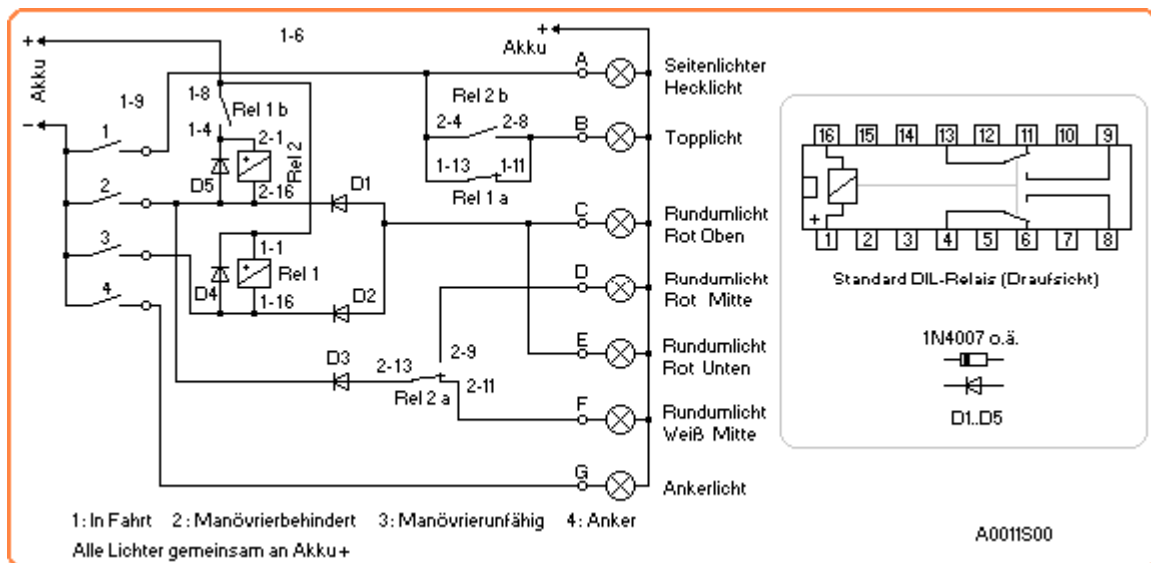 +
Akku
-
1-9
1-6
+
Akku
1
2
3
4
1-8
Rel 1 b
1-4
2-1
Rel 2
D5
2-16
D1
1-1
Rel 1
D4
1-16
D2
D3
2-13
2-9
2-11
Rel 2 a
Rel 2 b
2-4
2-8
1-13
1-11
Rel 1 a
A
Seitenlichter
Hecklicht
B
Topplicht
C
Rundumlicht
Rot Oben
D
Rundumlicht
Rot Mitte
E
Rundumlicht
Rot Unten
F
Rundumlicht
Weiß Mitte
G
Ankerlicht
16 15 14 13 12 11 10 9
+
1 2 3 4 5 6 7 8
Standard DIL-Relais (Draufsicht)
1N4007 o.ä.
D1..D5
1: In Fahrt 2: Manövrierbehindert 3: Manövrierunfähig 4: Anker
Alle Lichter gemeinsam an Akku+
A0011S00